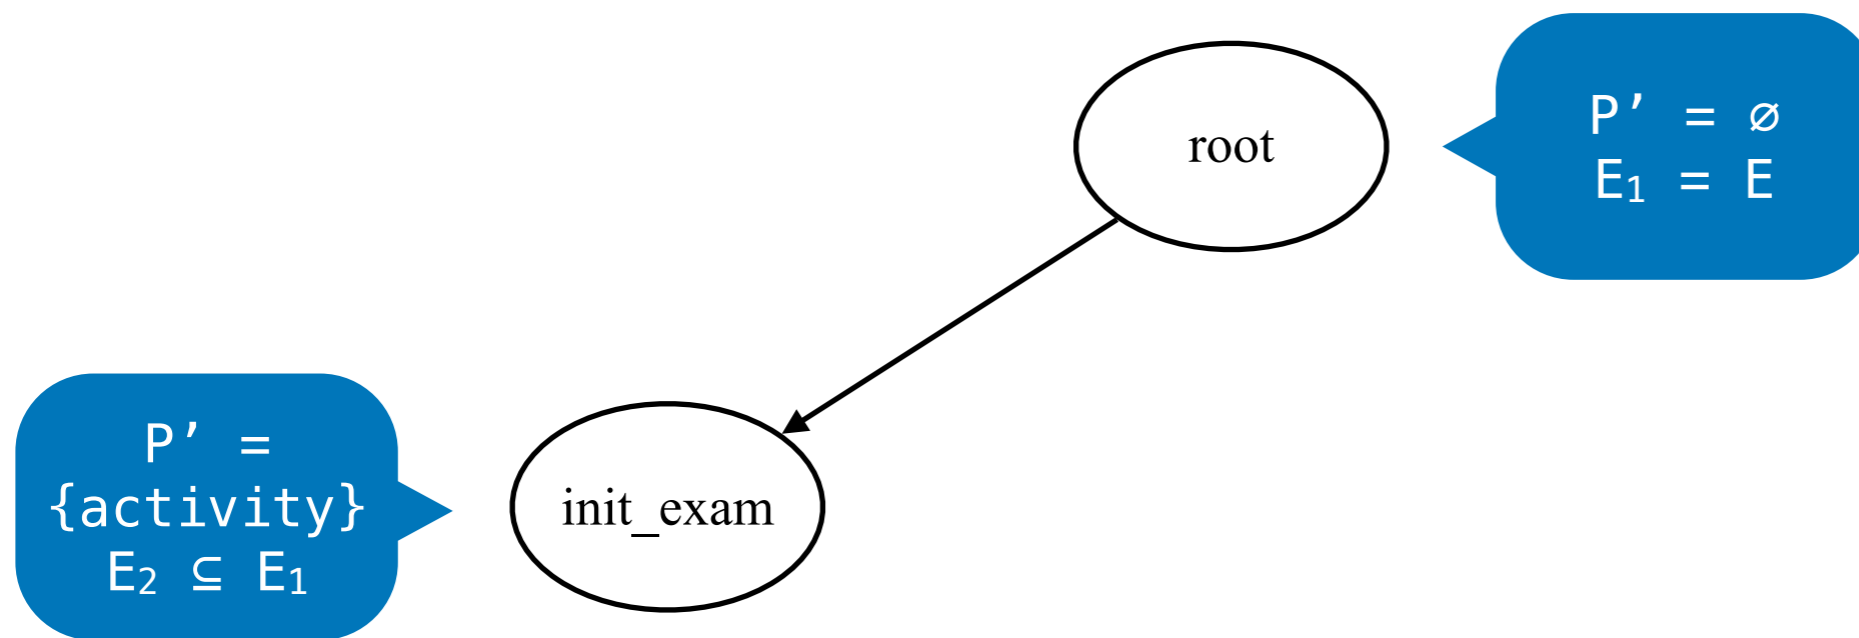 root
P’ = ∅
E₁ = E
P’ =
{activity}
E₂ ⊆ E₁
init_exam